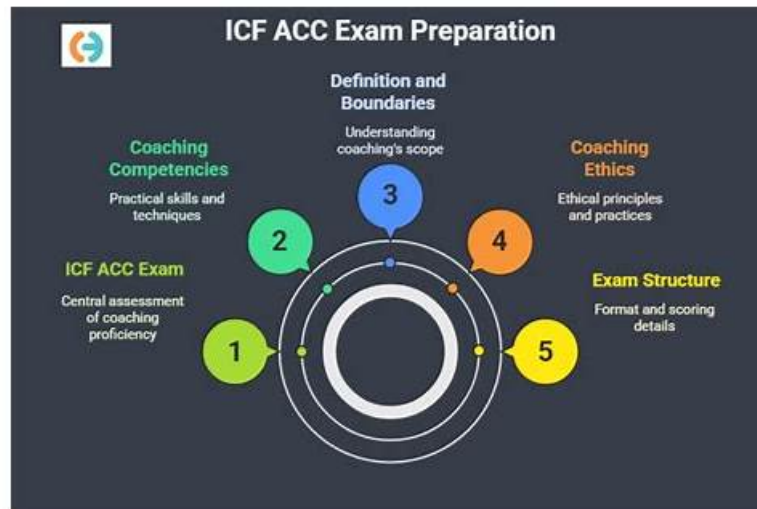 ICF ACC Exam Preparation
Definition and
Boundaries
Understanding
coaching's scope
Coaching
Competencies
Practical skills and
techniques
Coaching
Ethics
Ethical principles
and practices
3
2
4
ICF ACC Exam
Central assessment
of coaching
proficiency
Exam Structure
Format and scoring
details
1
5